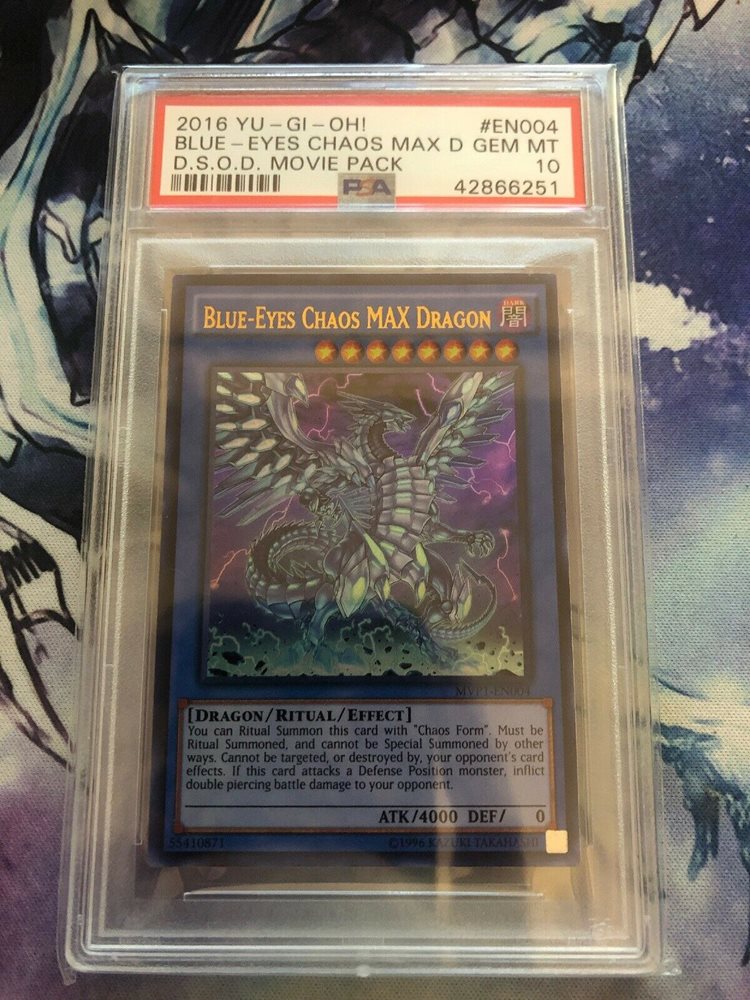 2016 YU-GI-OH! #EN004
BLUE-EYES CHAOS MAX D GEM MT
D.S.O.D. MOVIE PACK 10
PSA 42866251
BLUE-EYES CHAOS MAX DRAGON DARK
闇
MVP1-EN004
[DRAGON/RITUAL/EFFECT]
You can Ritual Summon this card with "Chaos Form". Must be
Ritual Summoned, and cannot be Special Summoned by other
ways. Cannot be targeted, or destroyed by, your opponent's card
effects. If this card attacks a Defense Position monster, inflict
double piercing battle damage to your opponent.
ATK/4000 DEF/ 0
55410871 ©1996 KAZUKI TAKAHASHI